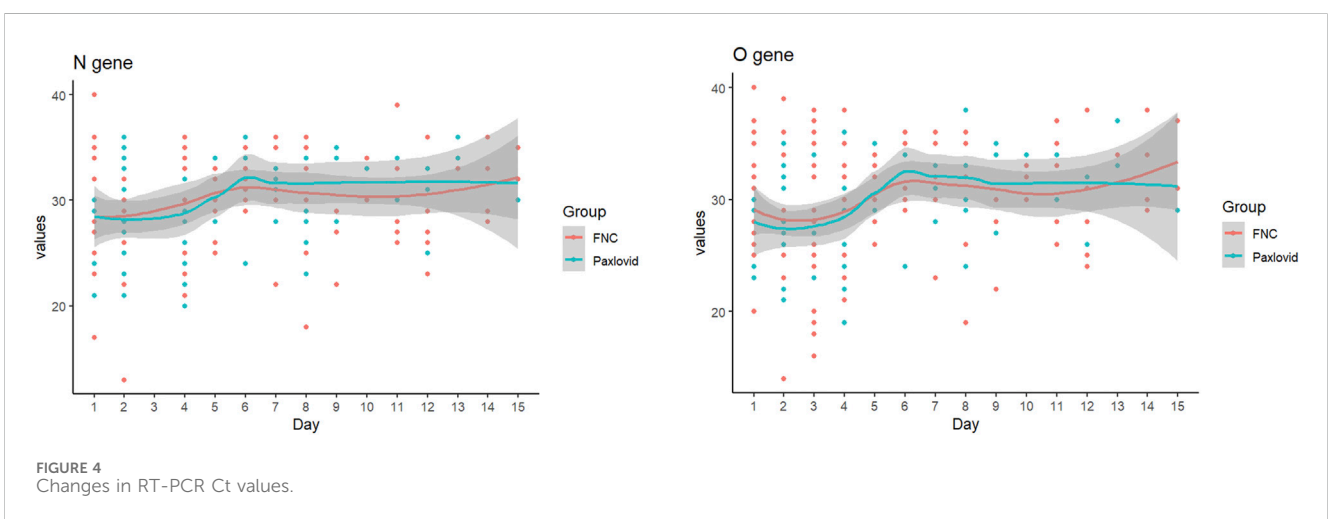 N gene
40
30
20
values
1 2 3 4 5 6 7 8 9 10 11 12 13 14 15
Day
Group
FNC
Paxlovid
O gene
40
30
20
values
1 2 3 4 5 6 7 8 9 10 11 12 13 14 15
Day
Group
FNC
Paxlovid
FIGURE 4
Changes in RT-PCR Ct values.